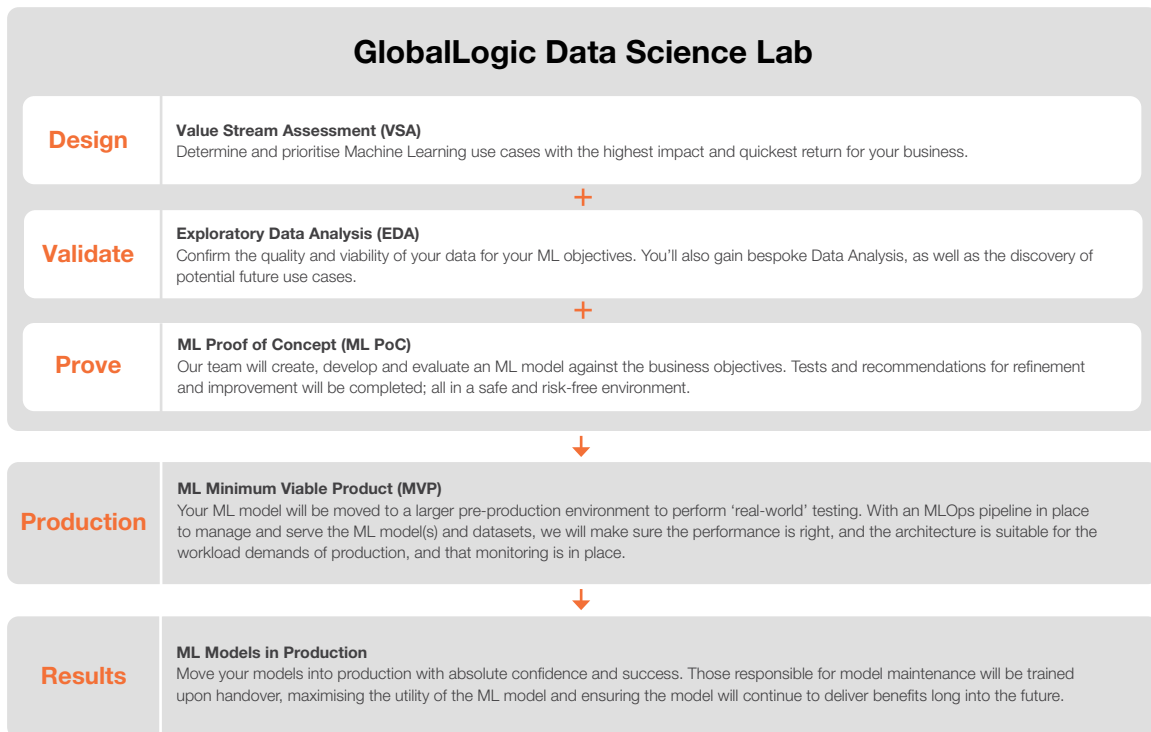 GlobalLogic Data Science Lab
Design
Value Stream Assessment (VSA)
Determine and prioritise Machine Learning use cases with the highest impact and quickest return for your business.
+
Validate
Exploratory Data Analysis (EDA)
Confirm the quality and viability of your data for your ML objectives. You’ll also gain bespoke Data Analysis, as well as the discovery of
potential future use cases.
+
Prove
ML Proof of Concept (ML PoC)
Our team will create, develop and evaluate an ML model against the business objectives. Tests and recommendations for refinement
and improvement will be completed; all in a safe and risk-free environment.
Production
ML Minimum Viable Product (MVP)
Your ML model will be moved to a larger pre-production environment to perform ‘real-world’ testing. With an MLOps pipeline in place
to manage and serve the ML model(s) and datasets, we will make sure the performance is right, and the architecture is suitable for the
workload demands of production, and that monitoring is in place.
Results
ML Models in Production
Move your models into production with absolute confidence and success. Those responsible for model maintenance will be trained
upon handover, maximising the utility of the ML model and ensuring the model will continue to deliver benefits long into the future.